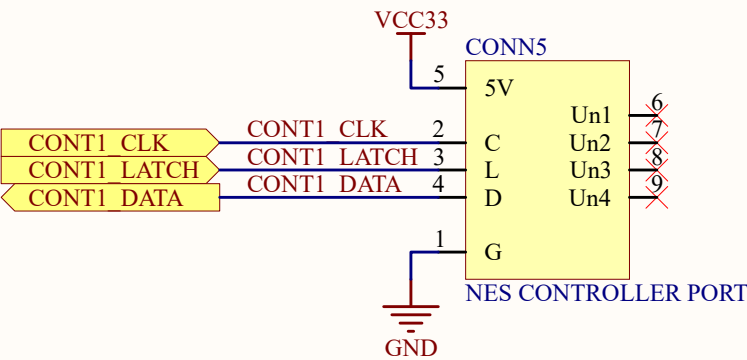 VCC33
CONN5
5 5V
Un1 6
CONT1_CLK CONT1_CLK 2 C Un2 7
CONT1_LATCH CONT1_LATCH 3 L Un3 8
CONT1_DATA CONT1_DATA 4 D Un4 9
1 G
NES CONTROLLER PORT
GND